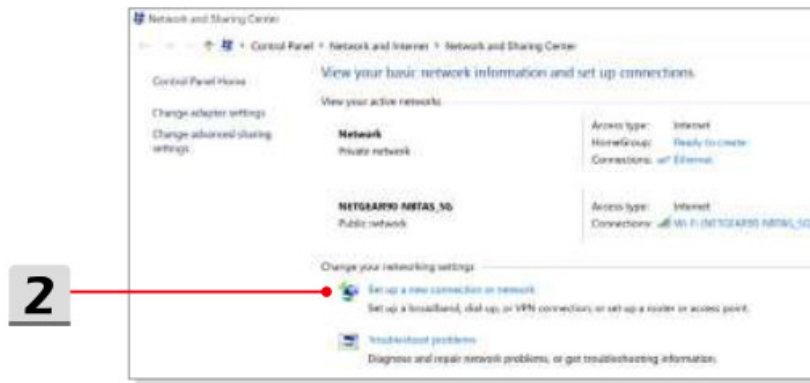 Network and Sharing Center
Control Panel Network and Internet Network and Sharing Center
Control Panel Home
Change adapter settings
Change advanced sharing
settings
View your basic network information and set up connections
View your active networks
Network
Private network
Access type: Internet
HomeGroup: Ready to create
Connections: Ethernet
Public network
Access type: Internet
Connections: Wi-Fi
Change your networking settings
2
Set up a new connection or network
Set up a broadband, dial-up, or VPN connection; or set up a router or access point.
Troubleshoot problems
Diagnose and repair network problems, or get troubleshooting information.